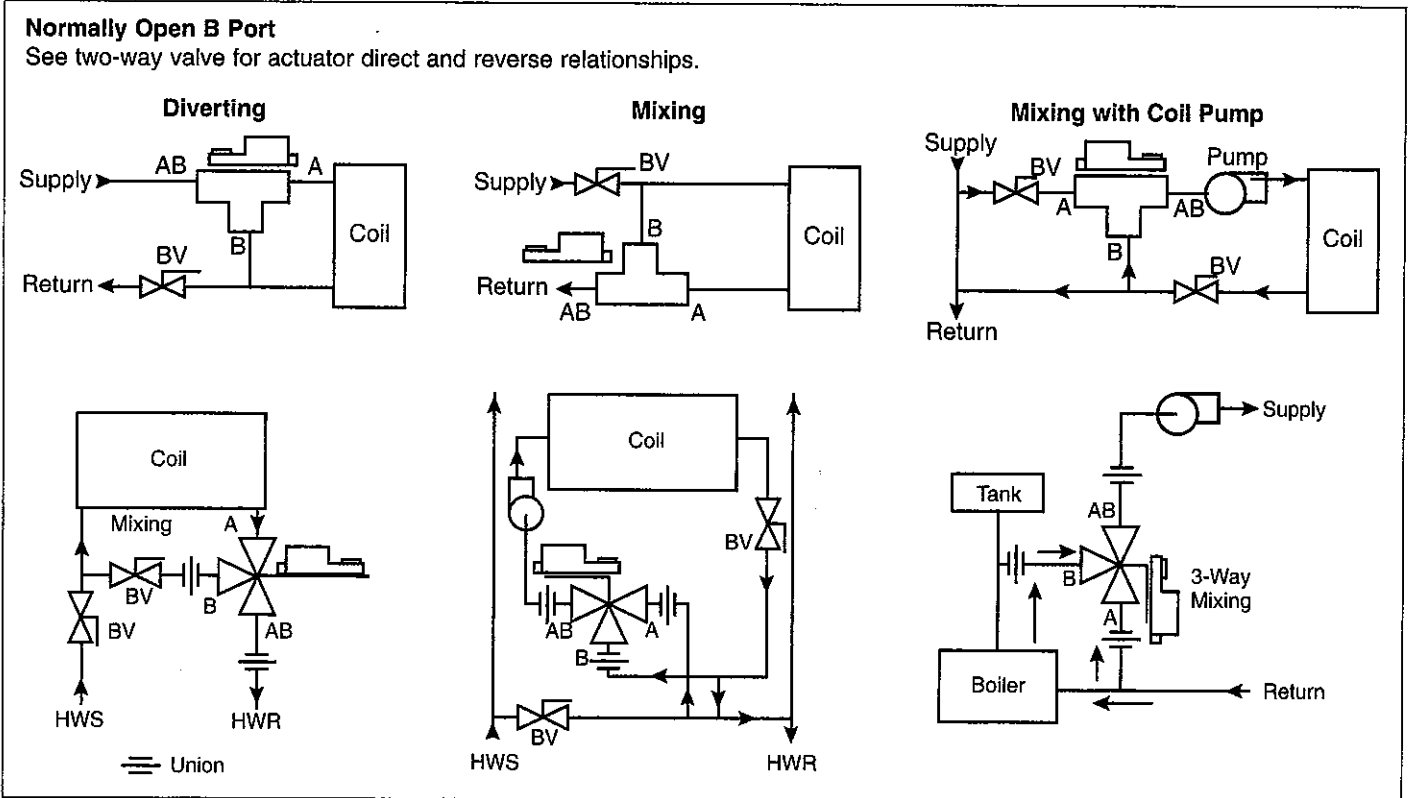 Normally Open B Port
See two-way valve for actuator direct and reverse relationships.
Diverting
AB
A
Supply
B
Coil
BV
Return
Mixing
BV
Supply
B
Coil
Return
AB
A
Mixing with Coil Pump
Supply
BV
Pump
A
AB
B
Coil
BV
Return
Coil
Mixing
A
BV
B
BV
AB
HWS
HWR
Union
Coil
BV
AB
A
B
BV
HWS
HWR
Supply
Tank
AB
B
3-Way
Mixing
A
Boiler
Return